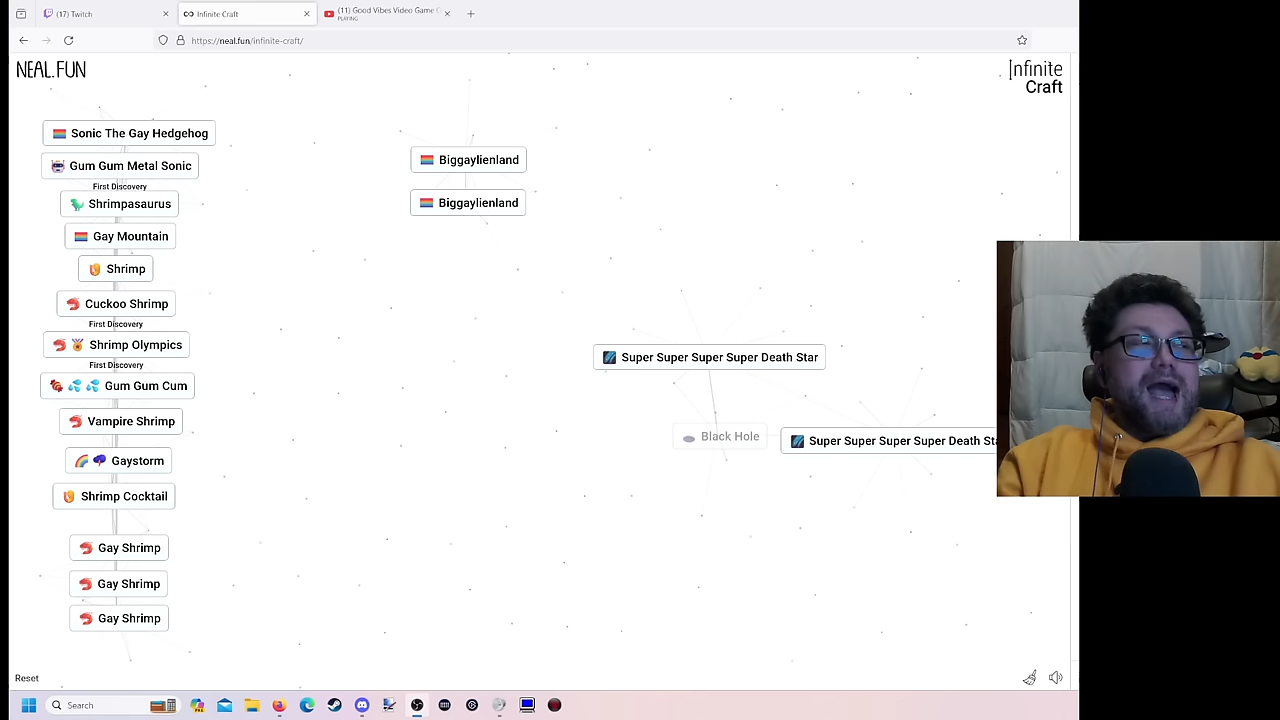 (17) Twitch
Infinite Craft
(11) Good Vibes Video Game
PLAYING
https://neal.fun/infinite-craft/
NEAL.FUN
Infinite
Craft
Sonic The Gay Hedgehog
Gum Gum Metal Sonic
First Discovery
Shrimpasaurus
Gay Mountain
Shrimp
Cuckoo Shrimp
First Discovery
Shrimp Olympics
First Discovery
Gum Gum Cum
Vampire Shrimp
Gaystorm
Shrimp Cocktail
Gay Shrimp
Gay Shrimp
Gay Shrimp
Biggaylienland
Biggaylienland
Super Super Super Super Death Star
Black Hole
Super Super Super Super Death Sta
Reset
Search